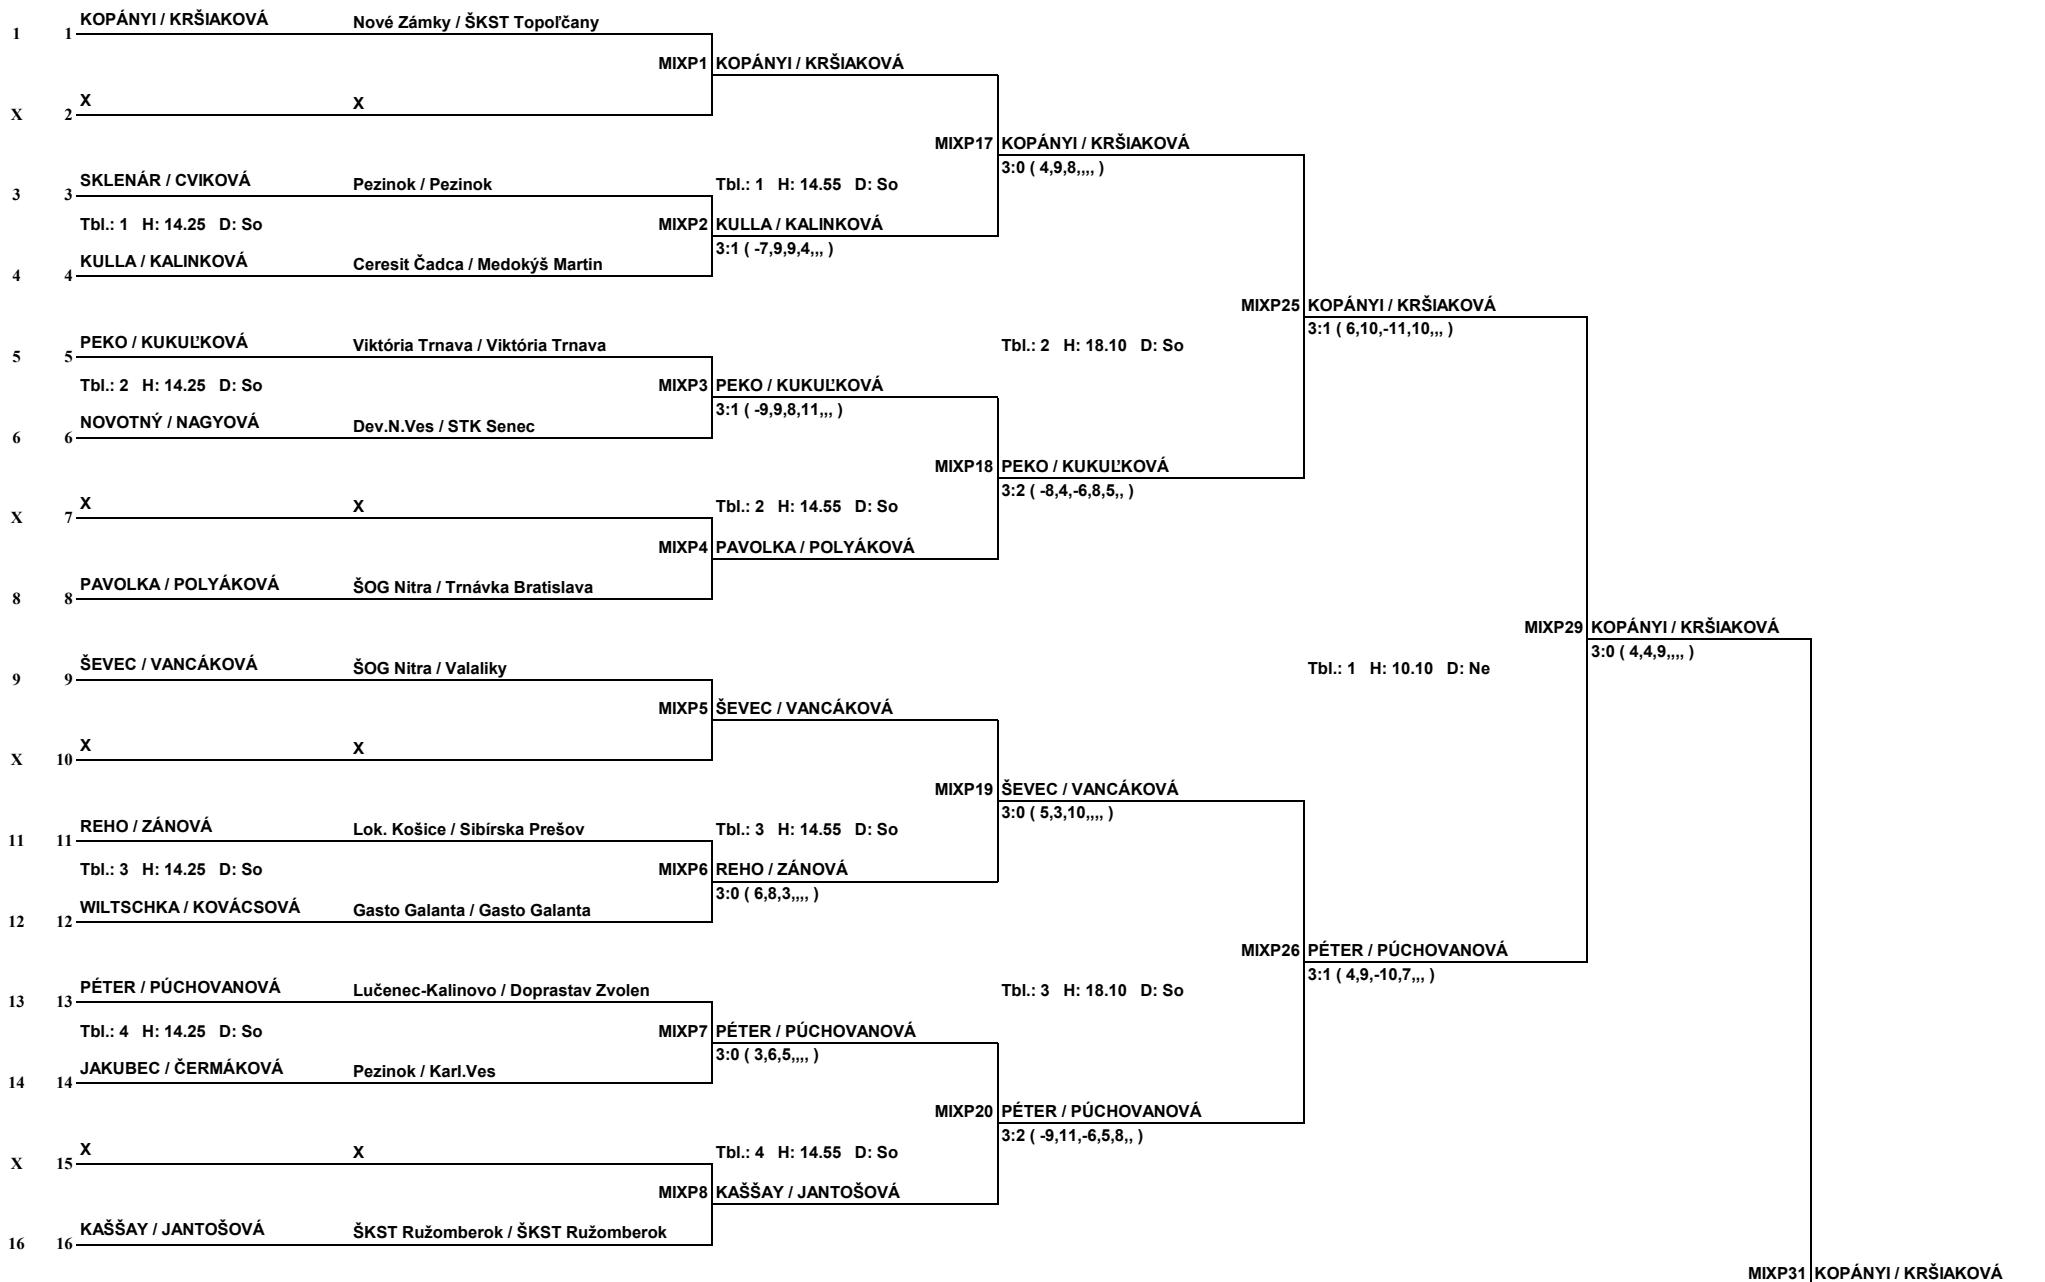 KOPÁNYI / KRŠIAKOVÁ Nové Zámky / ŠKST Topoľčany
1 1
MIXP1 KOPÁNYI / KRŠIAKOVÁ
X X
X 2
MIXP17 KOPÁNYI / KRŠIAKOVÁ
3:0 ( 4,9,8,,,, )
SKLENÁR / CVIKOVÁ Pezinok / Pezinok Tbl.: 1 H: 14.55 D: So
3 3
Tbl.: 1 H: 14.25 D: So MIXP2 KULLA / KALINKOVÁ
3:1 ( -7,9,9,4,,, )
KULLA / KALINKOVÁ Ceresit Čadca / Medokýš Martin
4 4
MIXP25 KOPÁNYI / KRŠIAKOVÁ
3:1 ( 6,10,-11,10,,, )
PEKO / KUKUĽKOVÁ Viktória Trnava / Viktória Trnava Tbl.: 2 H: 18.10 D: So
5 5
Tbl.: 2 H: 14.25 D: So MIXP3 PEKO / KUKUĽKOVÁ
3:1 ( -9,9,8,11,,, )
NOVOTNÝ / NAGYOVÁ Dev.N.Ves / STK Senec
6 6
MIXP18 PEKO / KUKUĽKOVÁ
3:2 ( -8,4,-6,8,5,, )
X X Tbl.: 2 H: 14.55 D: So
X 7
MIXP4 PAVOLKA / POLYÁKOVÁ
PAVOLKA / POLYÁKOVÁ ŠOG Nitra / Trnávka Bratislava
8 8
MIXP29 KOPÁNYI / KRŠIAKOVÁ
3:0 ( 4,4,9,,,, )
ŠEVEC / VANCÁKOVÁ ŠOG Nitra / Valaliky Tbl.: 1 H: 10.10 D: Ne
9 9
MIXP5 ŠEVEC / VANCÁKOVÁ
X X
X 10
MIXP19 ŠEVEC / VANCÁKOVÁ
3:0 ( 5,3,10,,,, )
REHO / ZÁNOVÁ Lok. Košice / Sibírska Prešov Tbl.: 3 H: 14.55 D: So
11 11
Tbl.: 3 H: 14.25 D: So MIXP6 REHO / ZÁNOVÁ
3:0 ( 6,8,3,,,, )
WILTSCHKA / KOVÁCSOVÁ Gasto Galanta / Gasto Galanta
12 12
MIXP26 PÉTER / PÚCHOVANOVÁ
3:1 ( 4,9,-10,7,,, )
PÉTER / PÚCHOVANOVÁ Lučenec-Kalinovo / Doprastav Zvolen Tbl.: 3 H: 18.10 D: So
13 13
Tbl.: 4 H: 14.25 D: So MIXP7 PÉTER / PÚCHOVANOVÁ
3:0 ( 3,6,5,,,, )
JAKUBEC / ČERMÁKOVÁ Pezinok / Karl.Ves
14 14
MIXP20 PÉTER / PÚCHOVANOVÁ
3:2 ( -9,11,-6,5,8,, )
X X Tbl.: 4 H: 14.55 D: So
X 15
MIXP8 KAŠŠAY / JANTOŠOVÁ
KAŠŠAY / JANTOŠOVÁ ŠKST Ružomberok / ŠKST Ružomberok
16 16
MIXP31 KOPÁNYI / KRŠIAKOVÁ